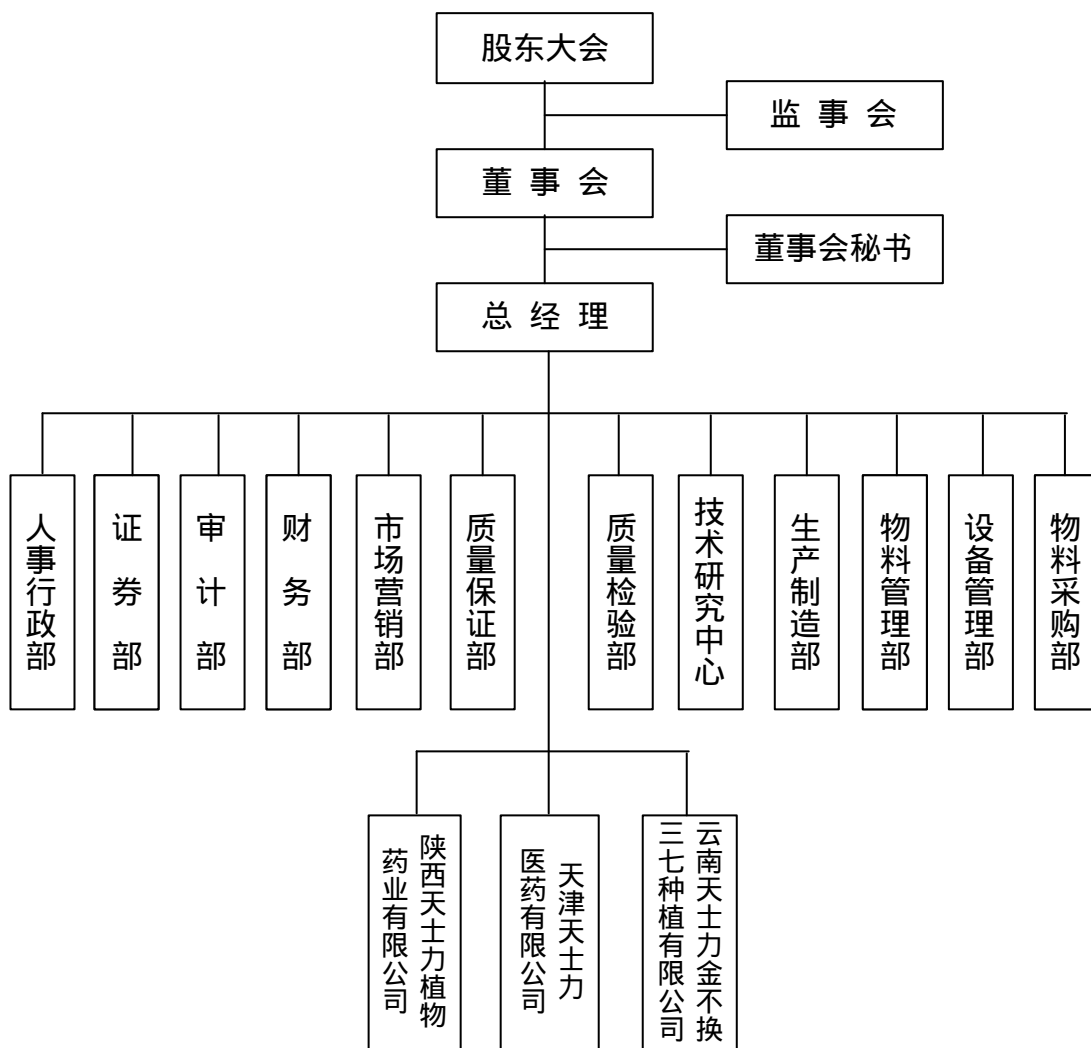 股东大会
监 事 会
董 事 会
董事会秘书
总 经 理
人事行政部
证券部
审计部
财务部
市场营销部
质量保证部
质量检验部
技术研究中心
生产制造部
物料管理部
设备管理部
物料采购部
陕西天士力植物
药业有限公司
天津天士力
医药有限公司
云南天士力金不换
三七种植有限公司